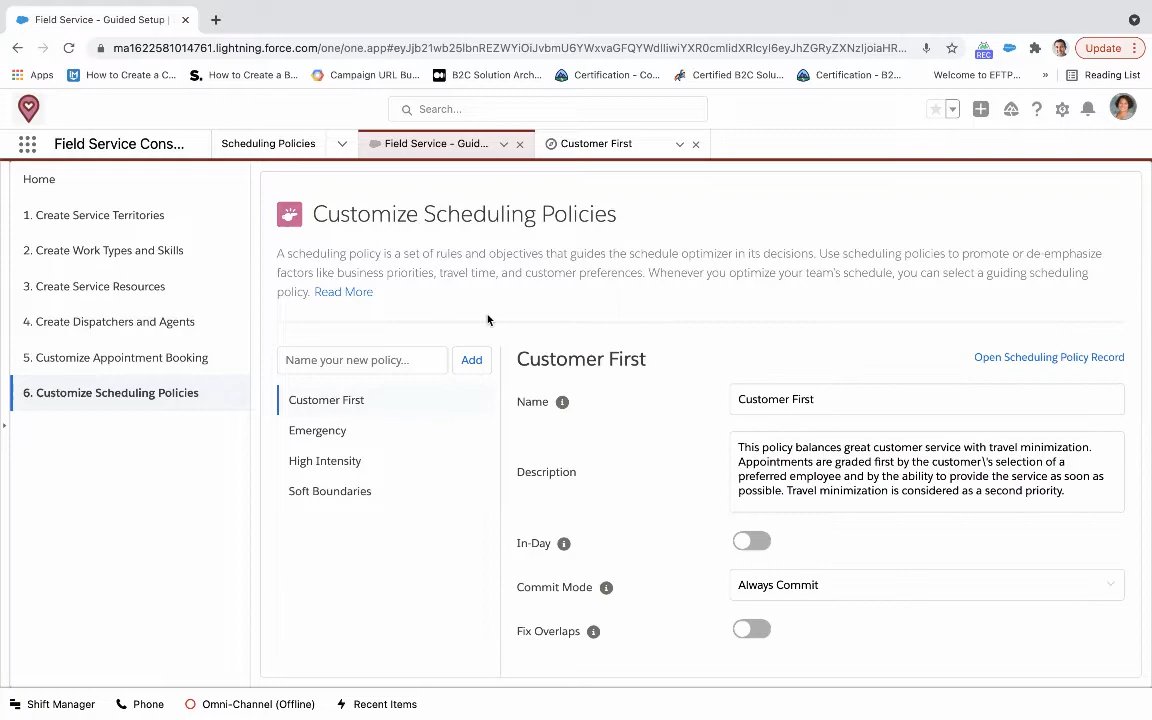 Field Service - Guided Setup |
ma1622581014761.lightning.force.com/one/one.app#eyJjb21wb25lbnREZWYiOiJvbmU6YWxvaGFQYWdlIiwiYXR0cmlidXRlcyI6eyJhZGRyZXNzIjoiaHR...
REC
Update
Apps
How to Create a C...
How to Create a B...
Campaign URL Bu...
B2C Solution Arch...
Certification - Co...
Certified B2C Solu...
Certification - B2...
Welcome to EFTP...
»
Reading List
Search...
Field Service Cons...
Scheduling Policies
Field Service - Guid...
Customer First
Home
1. Create Service Territories
2. Create Work Types and Skills
3. Create Service Resources
4. Create Dispatchers and Agents
5. Customize Appointment Booking
6. Customize Scheduling Policies
Customize Scheduling Policies
A scheduling policy is a set of rules and objectives that guides the schedule optimizer in its decisions. Use scheduling policies to promote or de-emphasize
factors like business priorities, travel time, and customer preferences. Whenever you optimize your team's schedule, you can select a guiding scheduling
policy. Read More
Name your new policy...
Add
Customer First
Emergency
High Intensity
Soft Boundaries
Customer First
Open Scheduling Policy Record
Name
Customer First
Description
This policy balances great customer service with travel minimization.
Appointments are graded first by the customer\'s selection of a
preferred employee and by the ability to provide the service as soon as
possible. Travel minimization is considered as a second priority.
In-Day
Commit Mode
Always Commit
Fix Overlaps
Shift Manager
Phone
Omni-Channel (Offline)
Recent Items